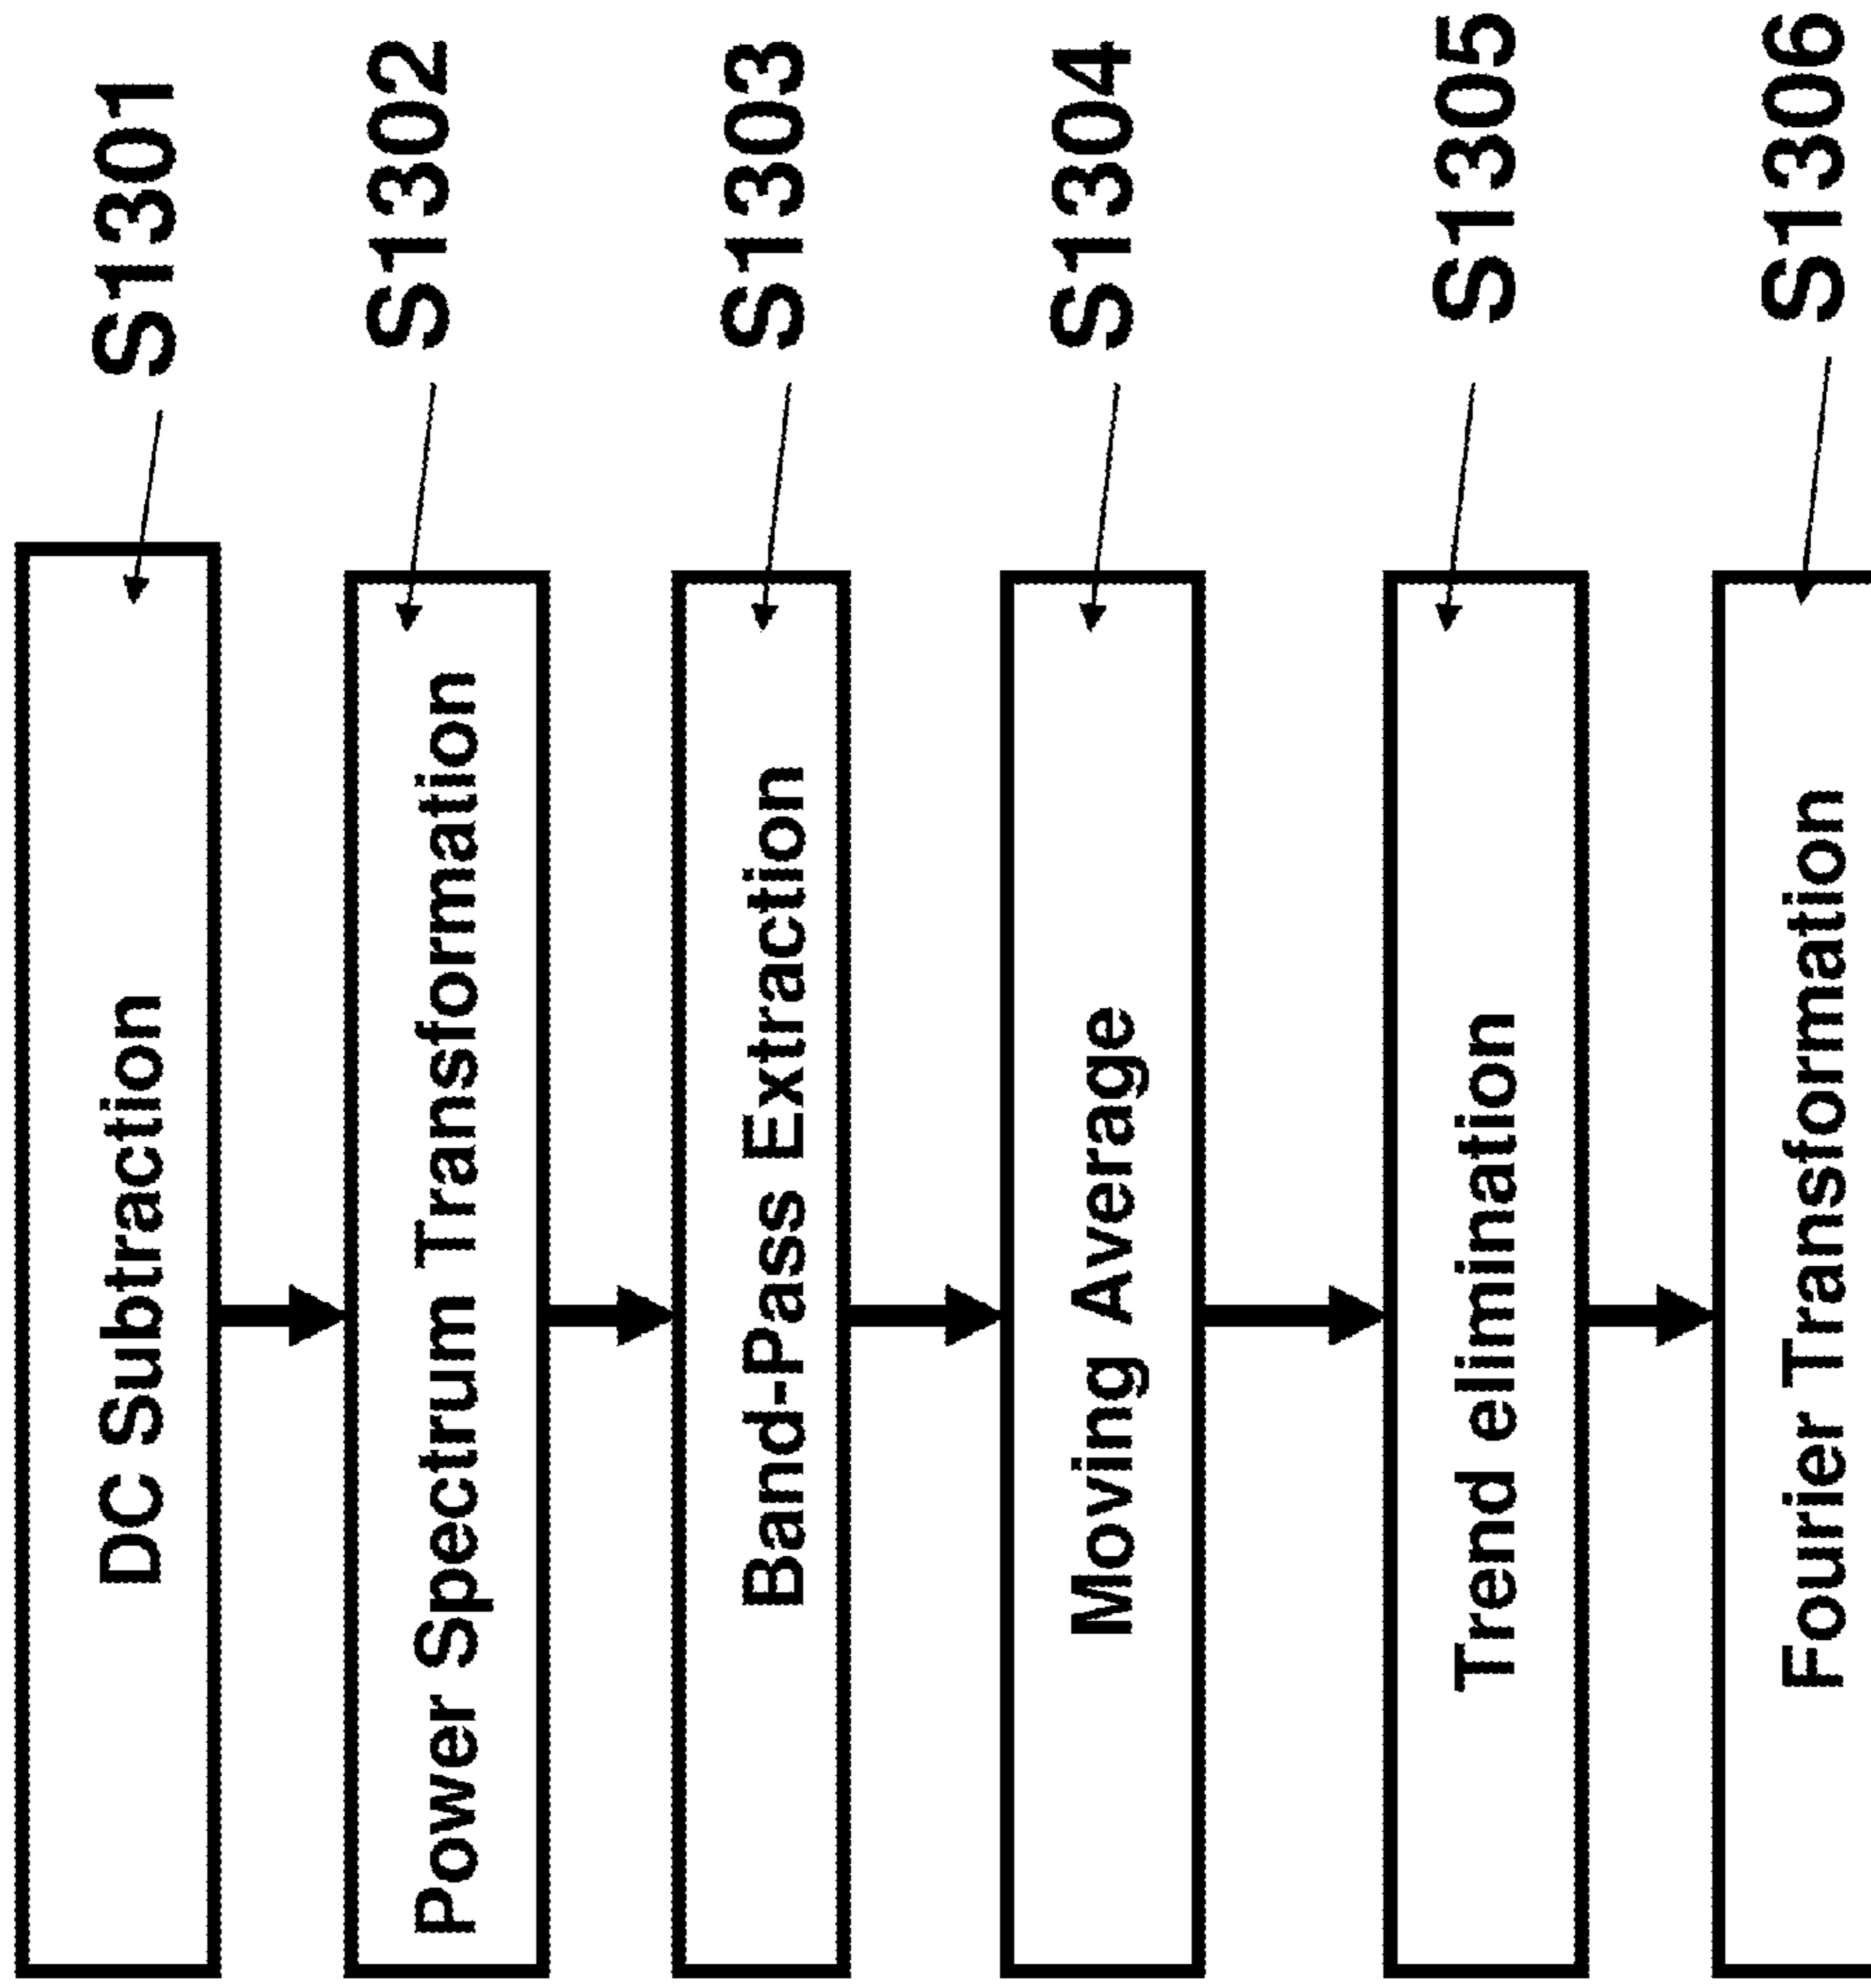 DC Subtraction
S1301
Power Spectrum Transformation
S1302
Band-Pass Extraction
S1303
Moving Average
S1304
Trend elimination
S1305
Fourier Transformation
S1306